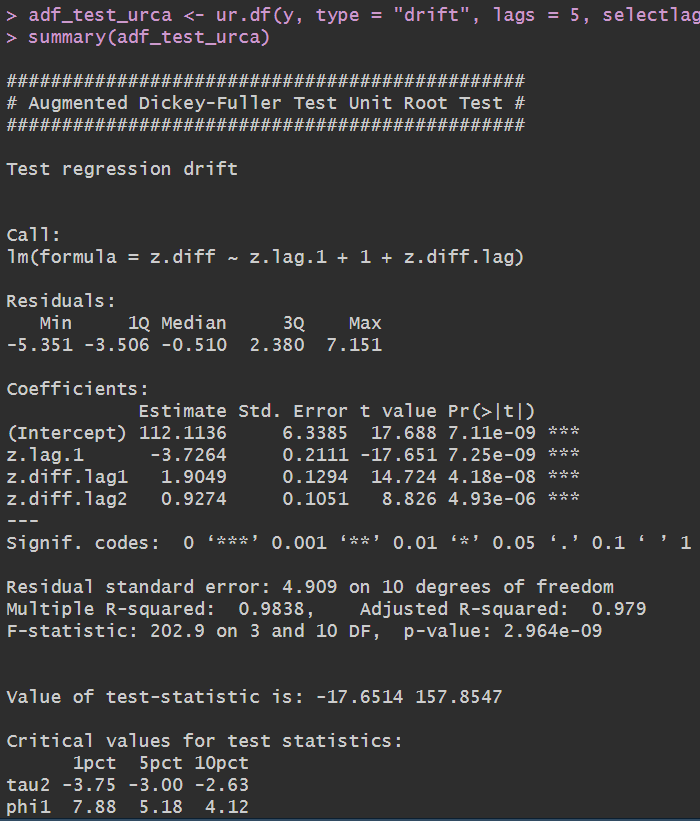 > adf_test_urca <- ur.df(y, type = "drift", lags = 5, selectlag
> summary(adf_test_urca)
###############################################
# Augmented Dickey-Fuller Test Unit Root Test #
###############################################
Test regression drift
Call:
lm(formula = z.diff ~ z.lag.1 + 1 + z.diff.lag)
Residuals:
   Min     1Q Median     3Q    Max
-5.351 -3.506 -0.510  2.380  7.151
Coefficients:
            Estimate Std. Error t value Pr(>|t|)
(Intercept) 112.1136     6.3385  17.688 7.11e-09 ***
z.lag.1      -3.7264     0.2111 -17.651 7.25e-09 ***
z.diff.lag1   1.9049     0.1294  14.724 4.18e-08 ***
z.diff.lag2   0.9274     0.1051   8.826 4.93e-06 ***
---
Signif. codes:  0 ‘***’ 0.001 ‘**’ 0.01 ‘*’ 0.05 ‘.’ 0.1 ‘ ’ 1
Residual standard error: 4.909 on 10 degrees of freedom
Multiple R-squared:  0.9838,    Adjusted R-squared:  0.979
F-statistic: 202.9 on 3 and 10 DF,  p-value: 2.964e-09
Value of test-statistic is: -17.6514 157.8547
Critical values for test statistics:
      1pct  5pct 10pct
tau2 -3.75 -3.00 -2.63
phi1  7.88  5.18  4.12